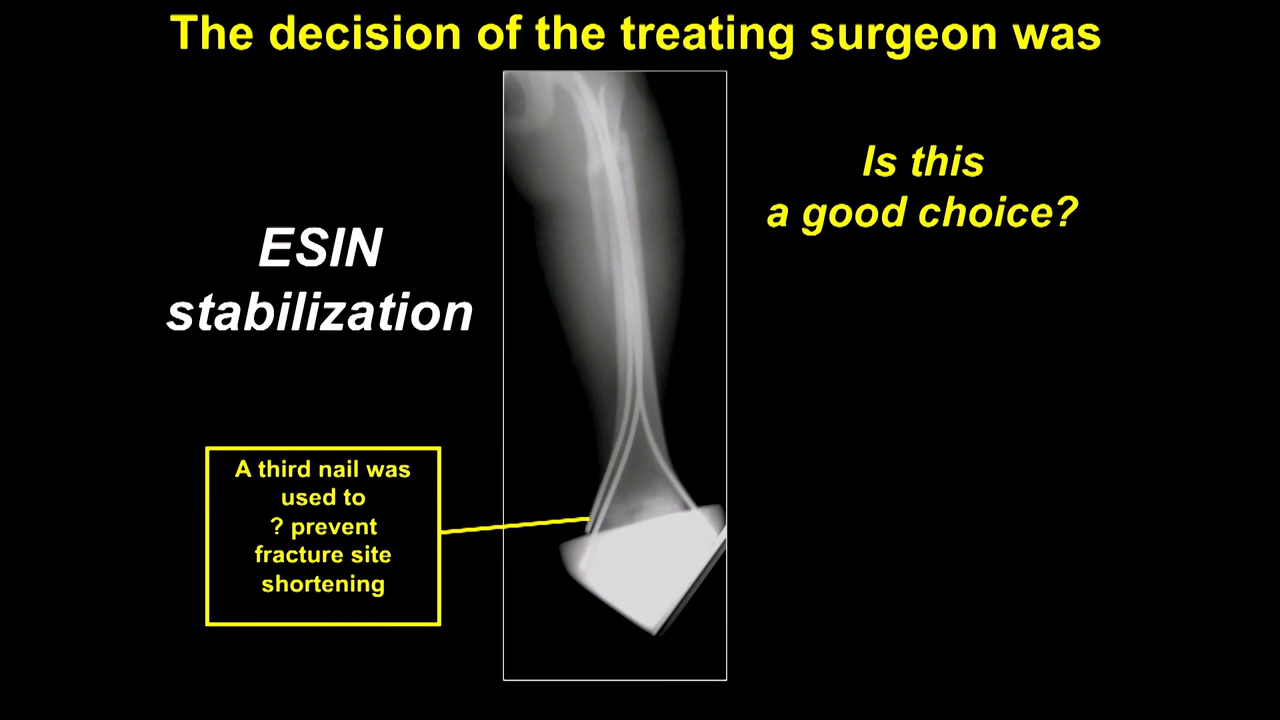 The decision of the treating surgeon was
Is this
a good choice?
ESIN
stabilization
A third nail was
used to
? prevent
fracture site
shortening